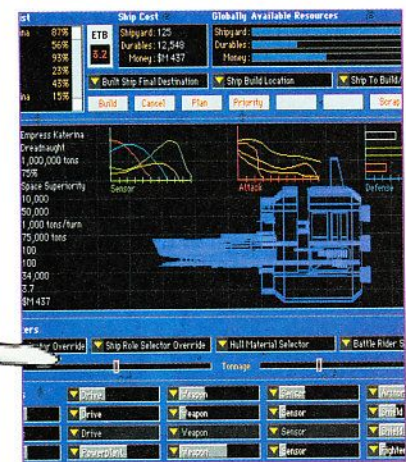 st Ship Cost Globally Available Resources
na 87% ETB Shipyard: 125 Shipyard:
56% Durables: 12,548 Durables:
93% 3.2 Money: $M 437 Money:
23%
43% Built Ship Final Destination Ship Build Location Ship To Build/
na 15%
Build Cancel Plan Priority Scrap
Empress Katerina
Dreadnaught
1,000,000 tons
75%
Space Superiority
10,000
50,000
1,000 tons/turn
75,000 tons
100
100
34,000
3.7
$M 437
Sensor Attack Defense
ers
Override Ship Role Selector Override Hull Material Selector Battle Rider S
Tonnage
Drive Weapon Sensor Armor
Drive Weapon Sensor Shield
Drive Weapon Sensor Shield
Powerplant Weapon Sensor Fighter